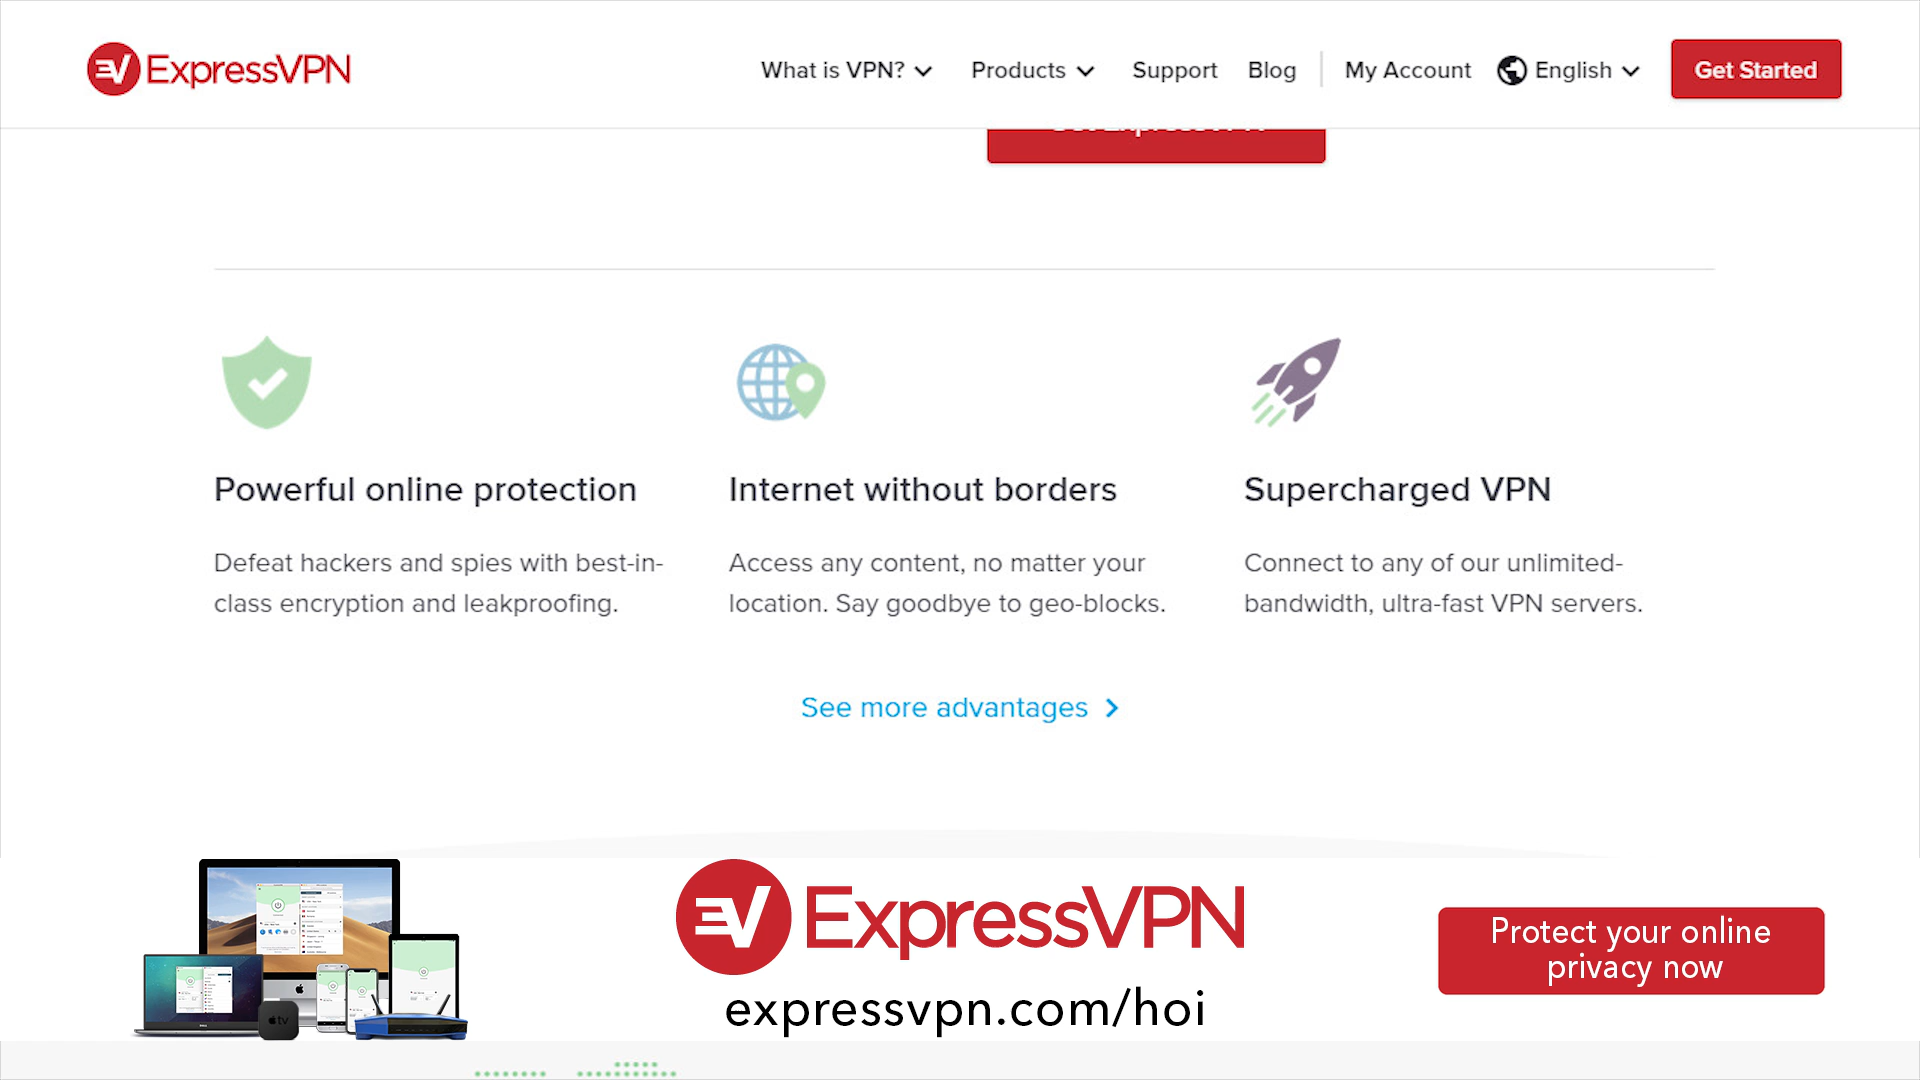 EV ExpressVPN
What is VPN? Products Support Blog My Account English Get Started
Powerful online protection
Defeat hackers and spies with best-in-
class encryption and leakproofing.
Internet without borders
Access any content, no matter your
location. Say goodbye to geo-blocks.
Supercharged VPN
Connect to any of our unlimited-
bandwidth, ultra-fast VPN servers.
See more advantages
tv
EV ExpressVPN
expressvpn.com/hoi
Protect your online
privacy now